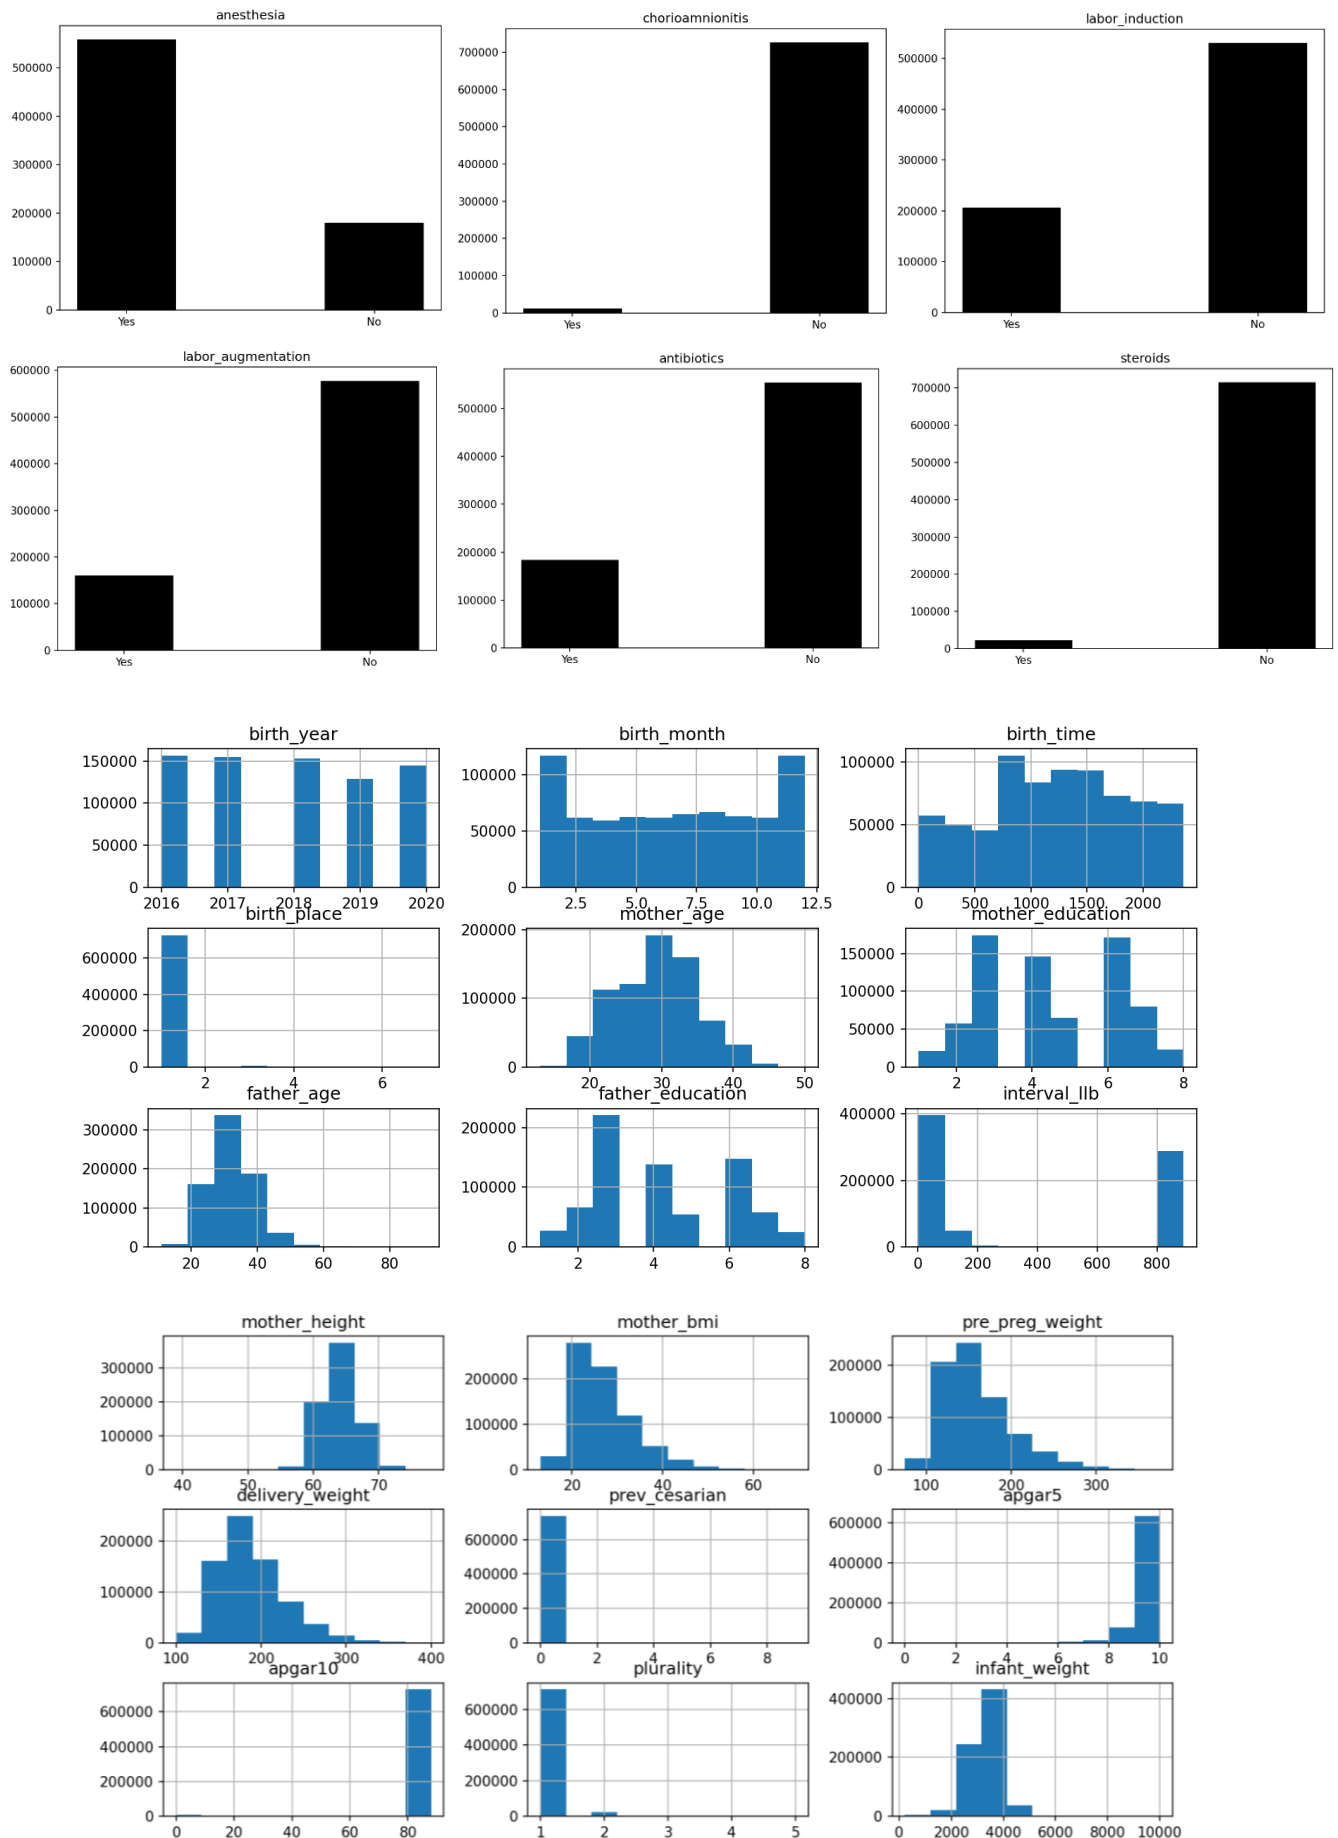 anesthesia
500000
400000
300000
200000
100000
0
Yes No
chorioamnionitis
700000
600000
500000
400000
300000
200000
100000
0
Yes No
labor_induction
500000
400000
300000
200000
100000
0
Yes No
labor_augmentation
600000
500000
400000
300000
200000
100000
0
Yes No
antibiotics
500000
400000
300000
200000
100000
0
Yes No
steroids
700000
600000
500000
400000
300000
200000
100000
0
Yes No
birth_year
150000
100000
50000
0
2016 2017 2018 2019 2020
birth_month
100000
50000
0
2.5 5.0 7.5 10.0 12.5
birth_time
100000
50000
0
0 500 1000 1500 2000
birth_place
600000
400000
200000
0
2 4 6
mother_age
200000
100000
0
20 30 40 50
mother_education
150000
100000
50000
0
2 4 6 8
father_age
300000
200000
100000
0
20 40 60 80
father_education
200000
100000
0
2 4 6 8
interval_llb
400000
200000
0
0 200 400 600 800
mother_height
300000
200000
100000
0
40 50 60 70
mother_bmi
300000
200000
100000
0
20 40 60
pre_preg_weight
200000
100000
0
100 200 300
delivery_weight
200000
100000
0
100 200 300 400
prev_cesarian
600000
400000
200000
0
0 2 4 6 8
apgar5
600000
400000
200000
0
0 2 4 6 8 10
apgar10
600000
400000
200000
0
0 20 40 60 80
plurality
600000
400000
200000
0
1 2 3 4 5
infant_weight
400000
200000
0
0 2000 4000 6000 8000 10000